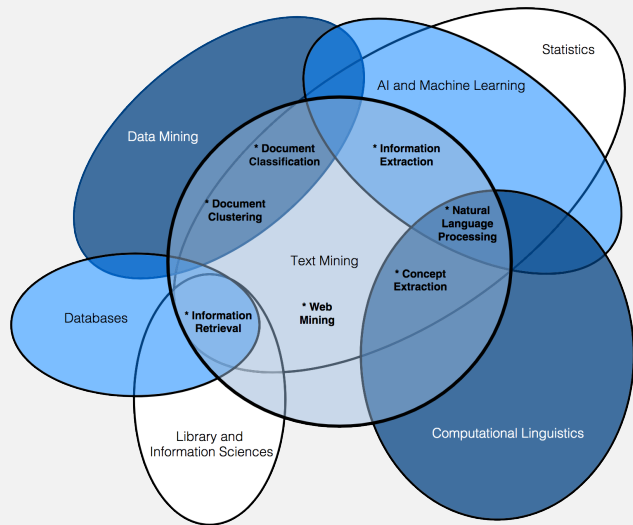 Statistics
AI and Machine Learning
Data Mining
* Document
Classification
* Information
Extraction
* Document
Clustering
* Natural
Language
Processing
Text Mining
* Concept
Extraction
Databases
* Information
Retrieval
* Web
Mining
Library and
Information Sciences
Computational Linguistics